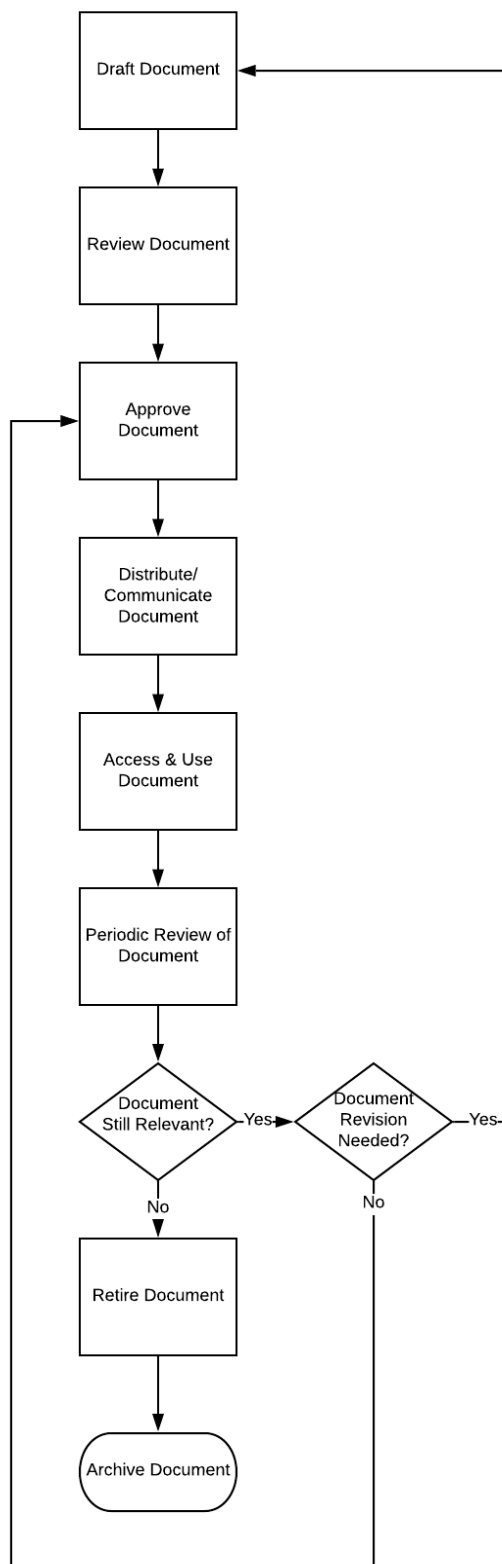 Draft Document
Review Document
Approve
Document
Distribute/
Communicate
Document
Access & Use
Document
Periodic Review of
Document
Document
Still Relevant?
Yes
Document
Revision
Needed?
Yes
No
No
Retire Document
Archive Document